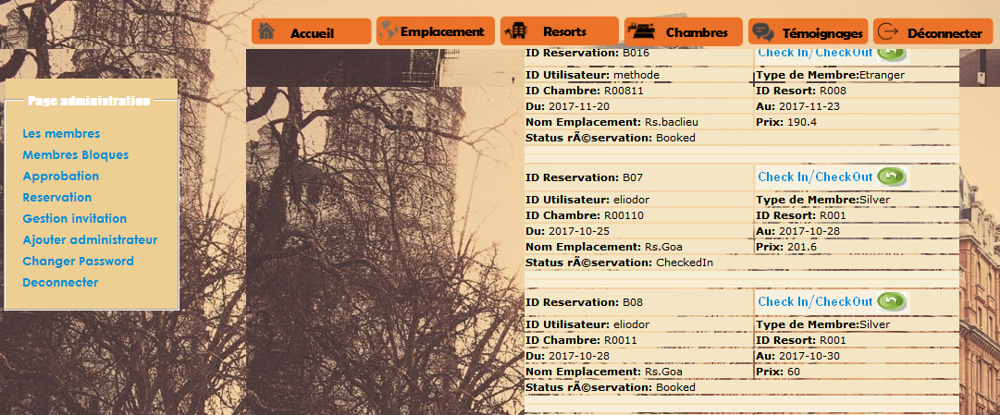 Accueil Emplacement Resorts Chambres Témoignages Déconnecter
Page administration
Les membres
Membres Bloques
Approbation
Reservation
Gestion invitation
Ajouter administrateur
Changer Password
Deconnecter
ID Reservation: B016 Check In/CheckOut
ID Utilisateur: methode Type de Membre:Etranger
ID Chambre: R00811 ID Resort: R008
Du: 2017-11-20 Au: 2017-11-23
Nom Emplacement: Rs.baclieu Prix: 190.4
Status rÃ©servation: Booked
ID Reservation: B07 Check In/CheckOut
ID Utilisateur: eliodor Type de Membre:Silver
ID Chambre: R00110 ID Resort: R001
Du: 2017-10-25 Au: 2017-10-28
Nom Emplacement: Rs.Goa Prix: 201.6
Status rÃ©servation: CheckedIn
ID Reservation: B08 Check In/CheckOut
ID Utilisateur: eliodor Type de Membre:Silver
ID Chambre: R0011 ID Resort: R001
Du: 2017-10-28 Au: 2017-10-30
Nom Emplacement: Rs.Goa Prix: 60
Status rÃ©servation: Booked